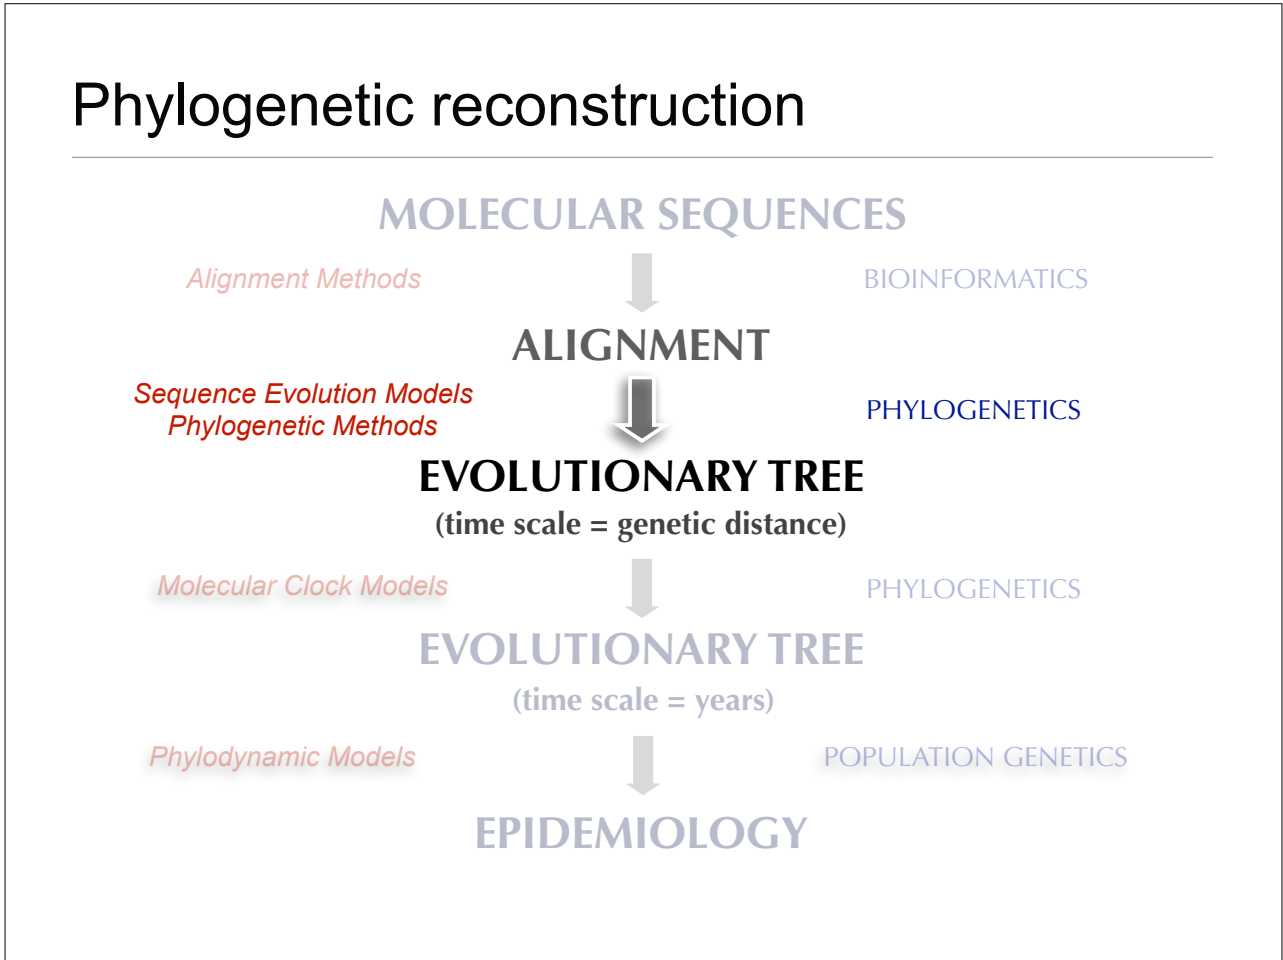 Phylogenetic reconstruction
MOLECULAR SEQUENCES
Alignment Methods
BIOINFORMATICS
ALIGNMENT
Sequence Evolution Models
Phylogenetic Methods
PHYLOGENETICS
EVOLUTIONARY TREE
(time scale = genetic distance)
Molecular Clock Models
PHYLOGENETICS
EVOLUTIONARY TREE
(time scale = years)
Phylodynamic Models
POPULATION GENETICS
EPIDEMIOLOGY